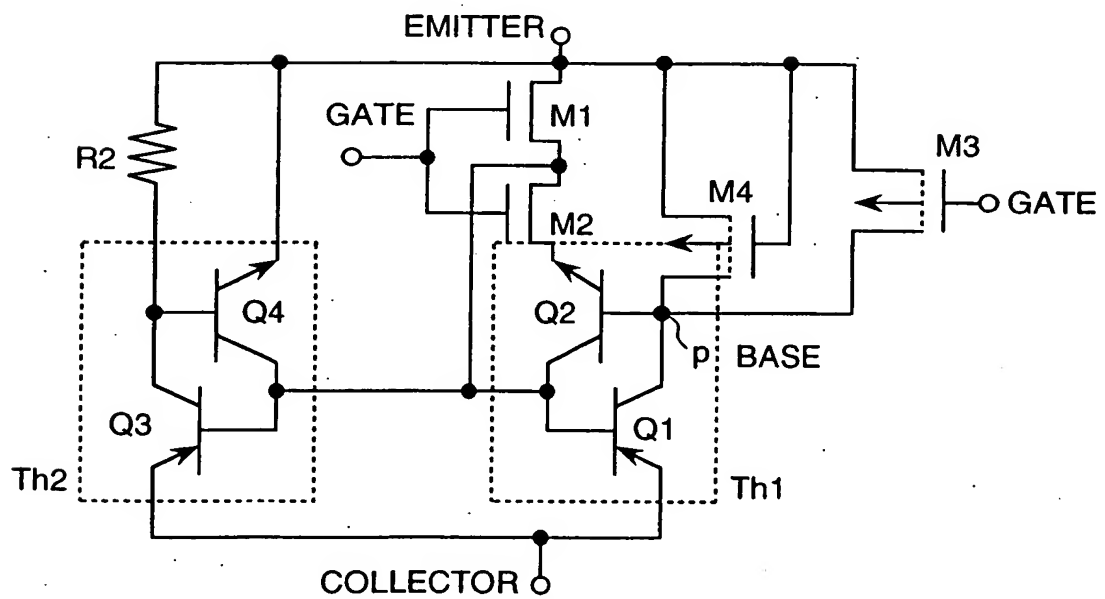 EMITTER
GATE
M1
M3
R2
M4
GATE
M2
Q4
Q2
p
BASE
Q3
Q1
Th2
Th1
COLLECTOR